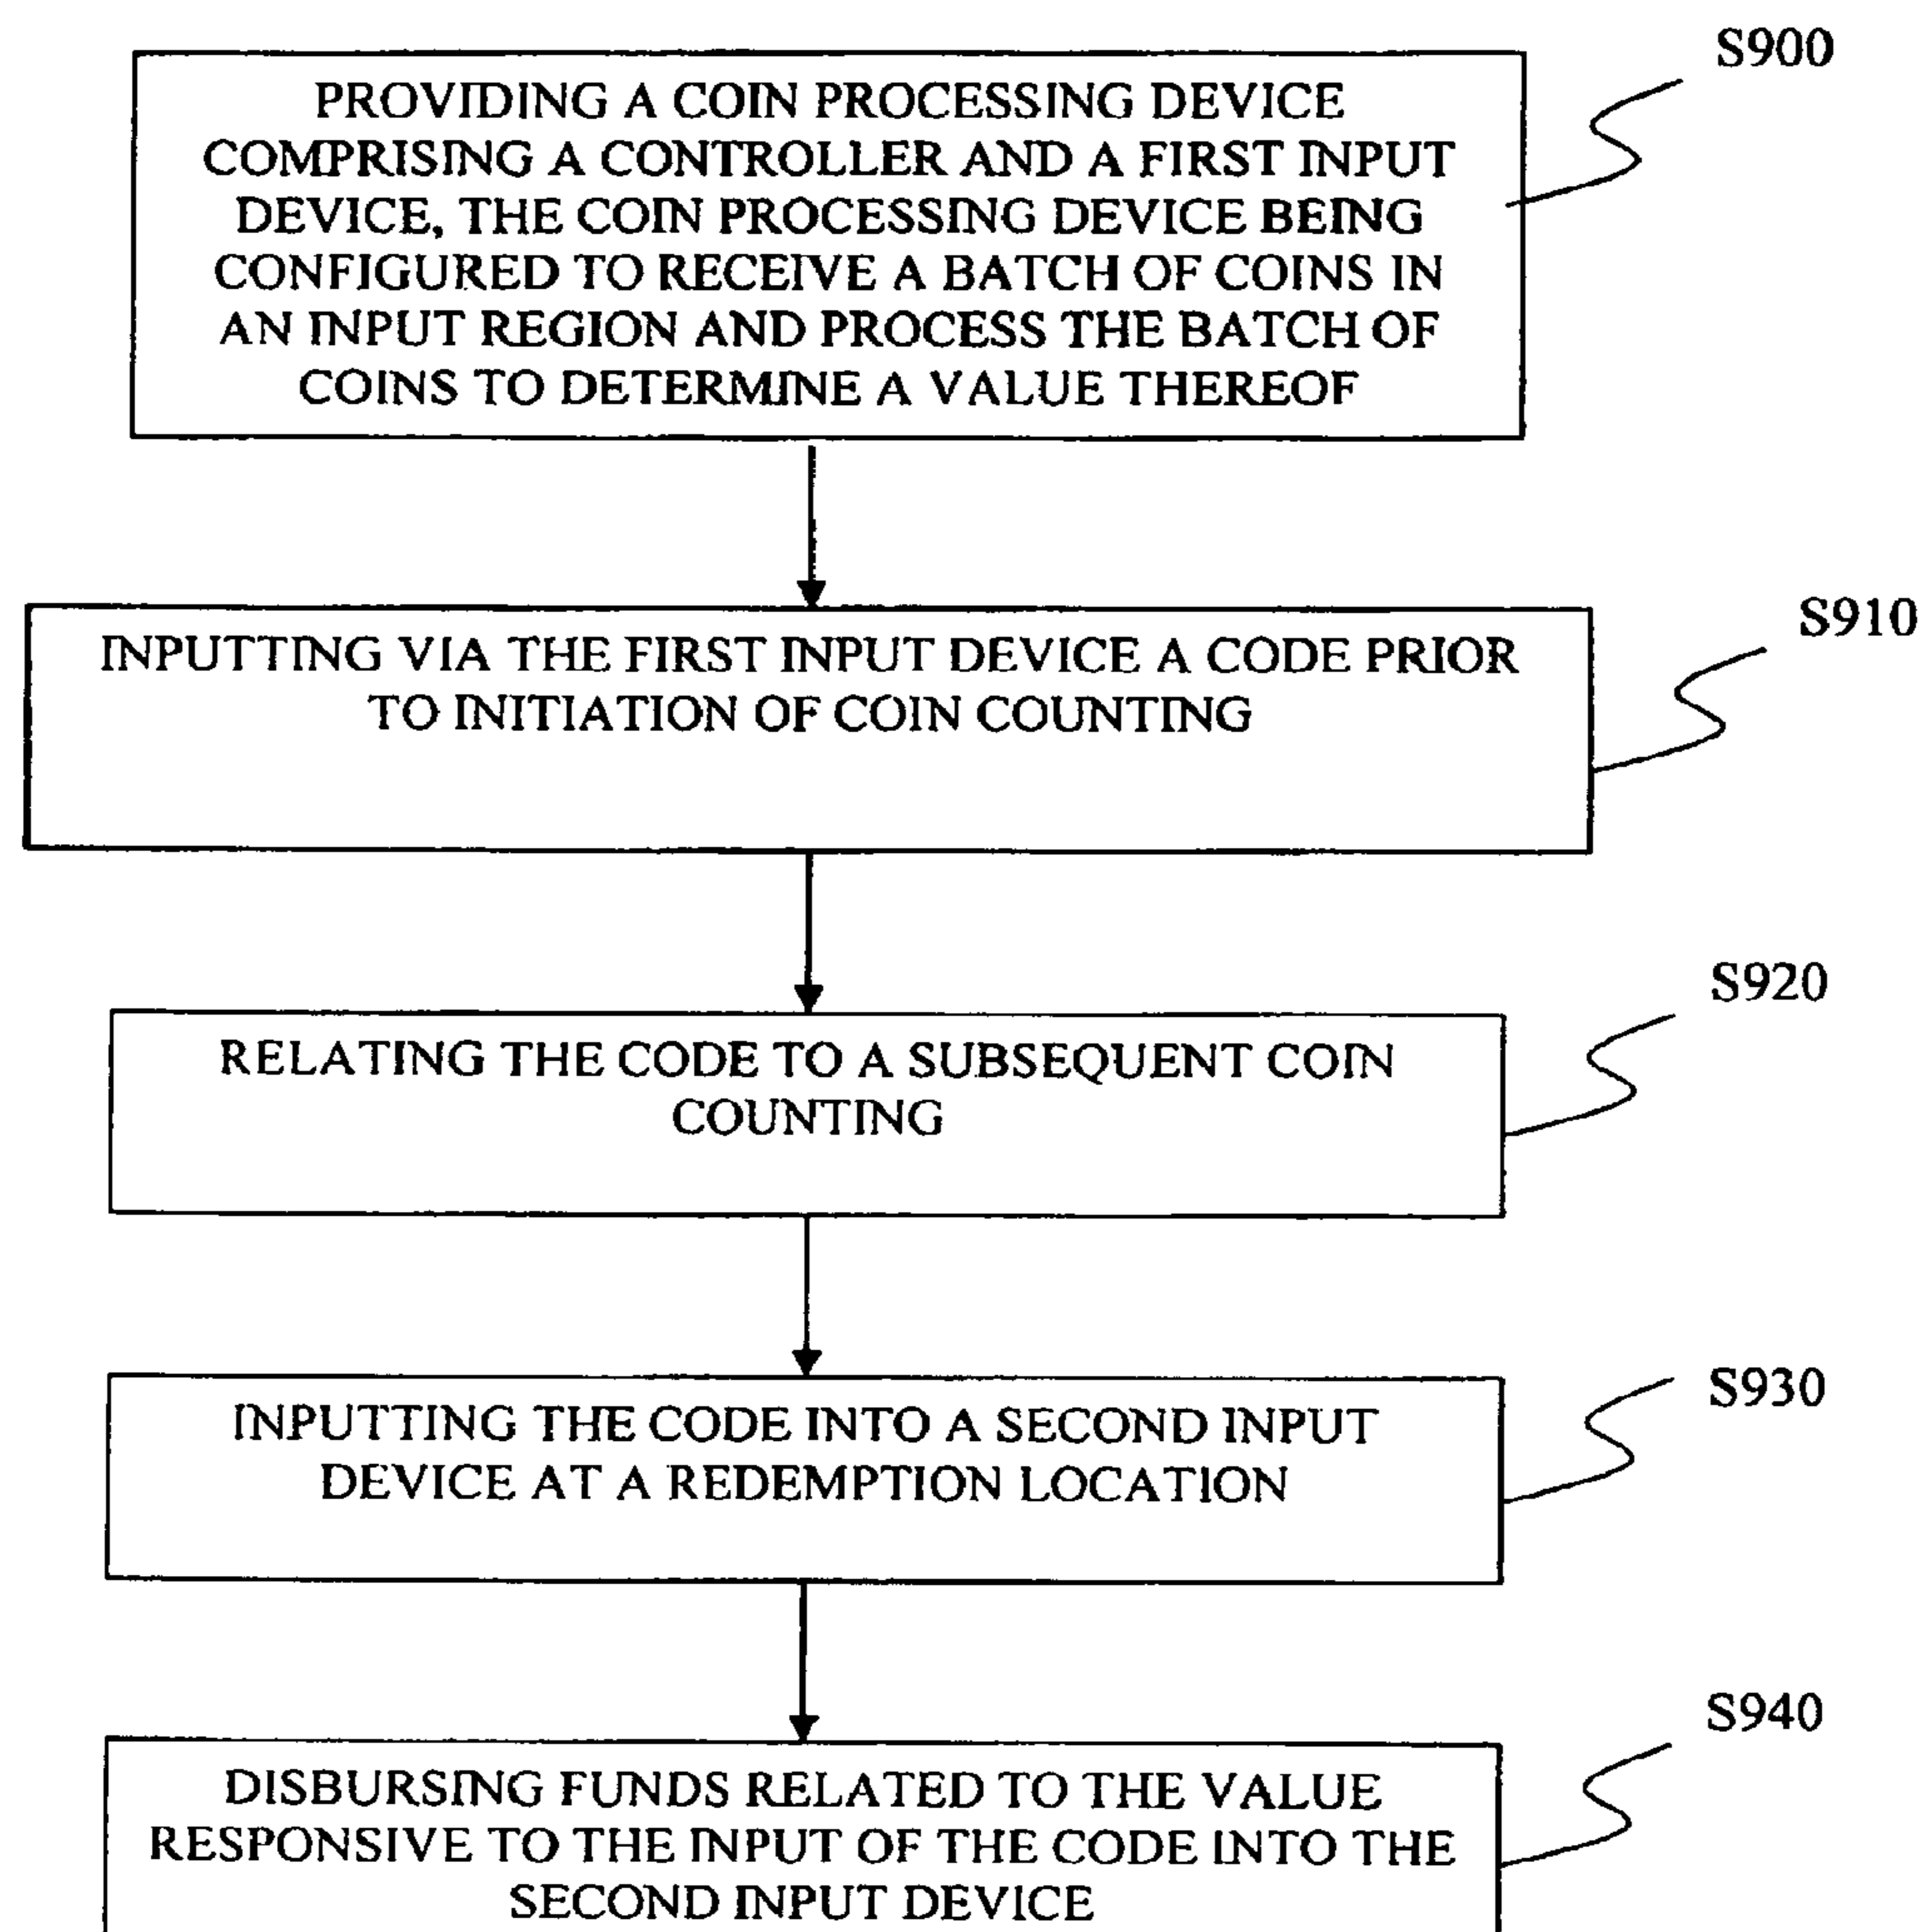 S900
PROVIDING A COIN PROCESSING DEVICE
COMPRISING A CONTROLLER AND A FIRST INPUT
DEVICE, THE COIN PROCESSING DEVICE BEING
CONFIGURED TO RECEIVE A BATCH OF COINS IN
AN INPUT REGION AND PROCESS THE BATCH OF
COINS TO DETERMINE A VALUE THEREOF
S910
INPUTTING VIA THE FIRST INPUT DEVICE A CODE PRIOR
TO INITIATION OF COIN COUNTING
S920
RELATING THE CODE TO A SUBSEQUENT COIN
COUNTING
S930
INPUTTING THE CODE INTO A SECOND INPUT
DEVICE AT A REDEMPTION LOCATION
S940
DISBURSING FUNDS RELATED TO THE VALUE
RESPONSIVE TO THE INPUT OF THE CODE INTO THE
SECOND INPUT DEVICE